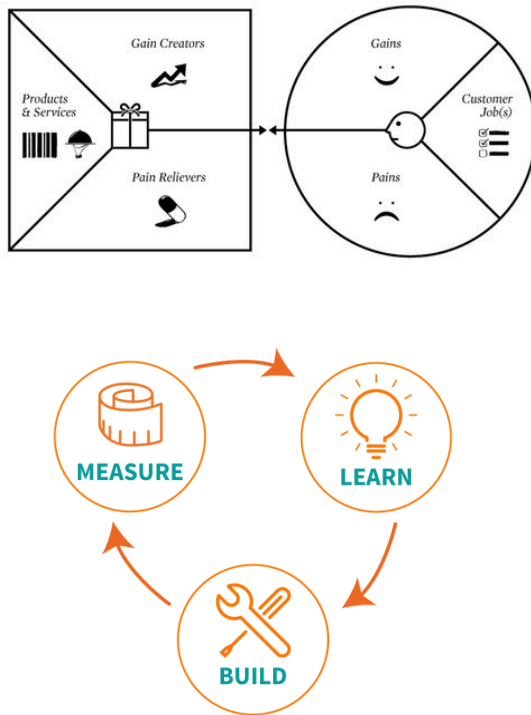 Gain Creators
Gains
Products
& Services
Customer
Job(s)
Pain Relievers
Pains
MEASURE
LEARN
BUILD